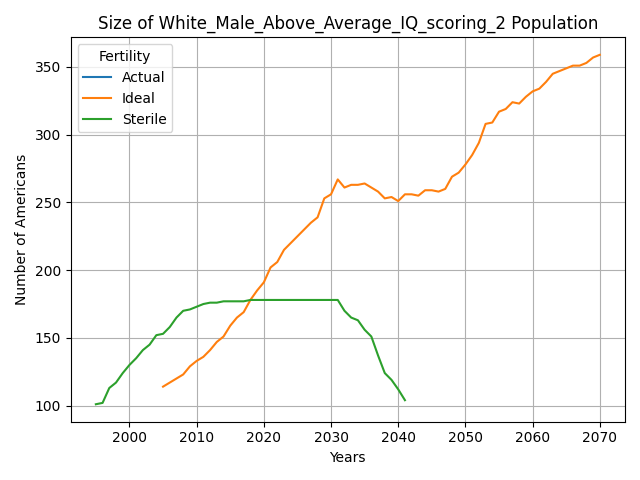 Size of White_Male_Above_Average_IQ_scoring_2 Population
Fertility
Actual
Ideal
Sterile
Number of Americans
350
300
250
200
150
100
2000 2010 2020 2030 2040 2050 2060 2070
Years